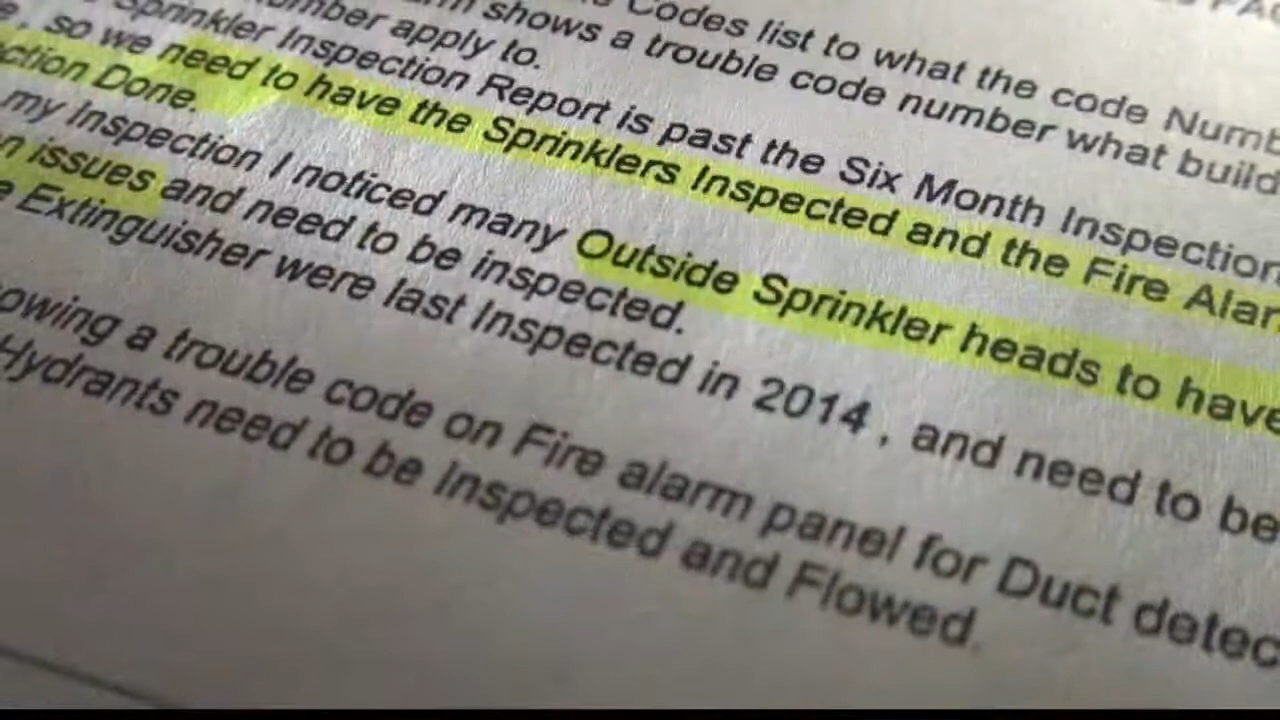 Codes list to what the code Numb
m shows a trouble code number what build
umber apply to.
Sprinkler Inspection Report is past the Six Month Inspection
, so we need to have the Sprinklers Inspected and the Fire Alar
ction Done.
my Inspection I noticed many Outside Sprinkler heads to have
n issues and need to be inspected.
e Extinguisher were last Inspected in 2014 , and need to be
owing a trouble code on Fire alarm panel for Duct detec
Hydrants need to be Inspected and Flowed.